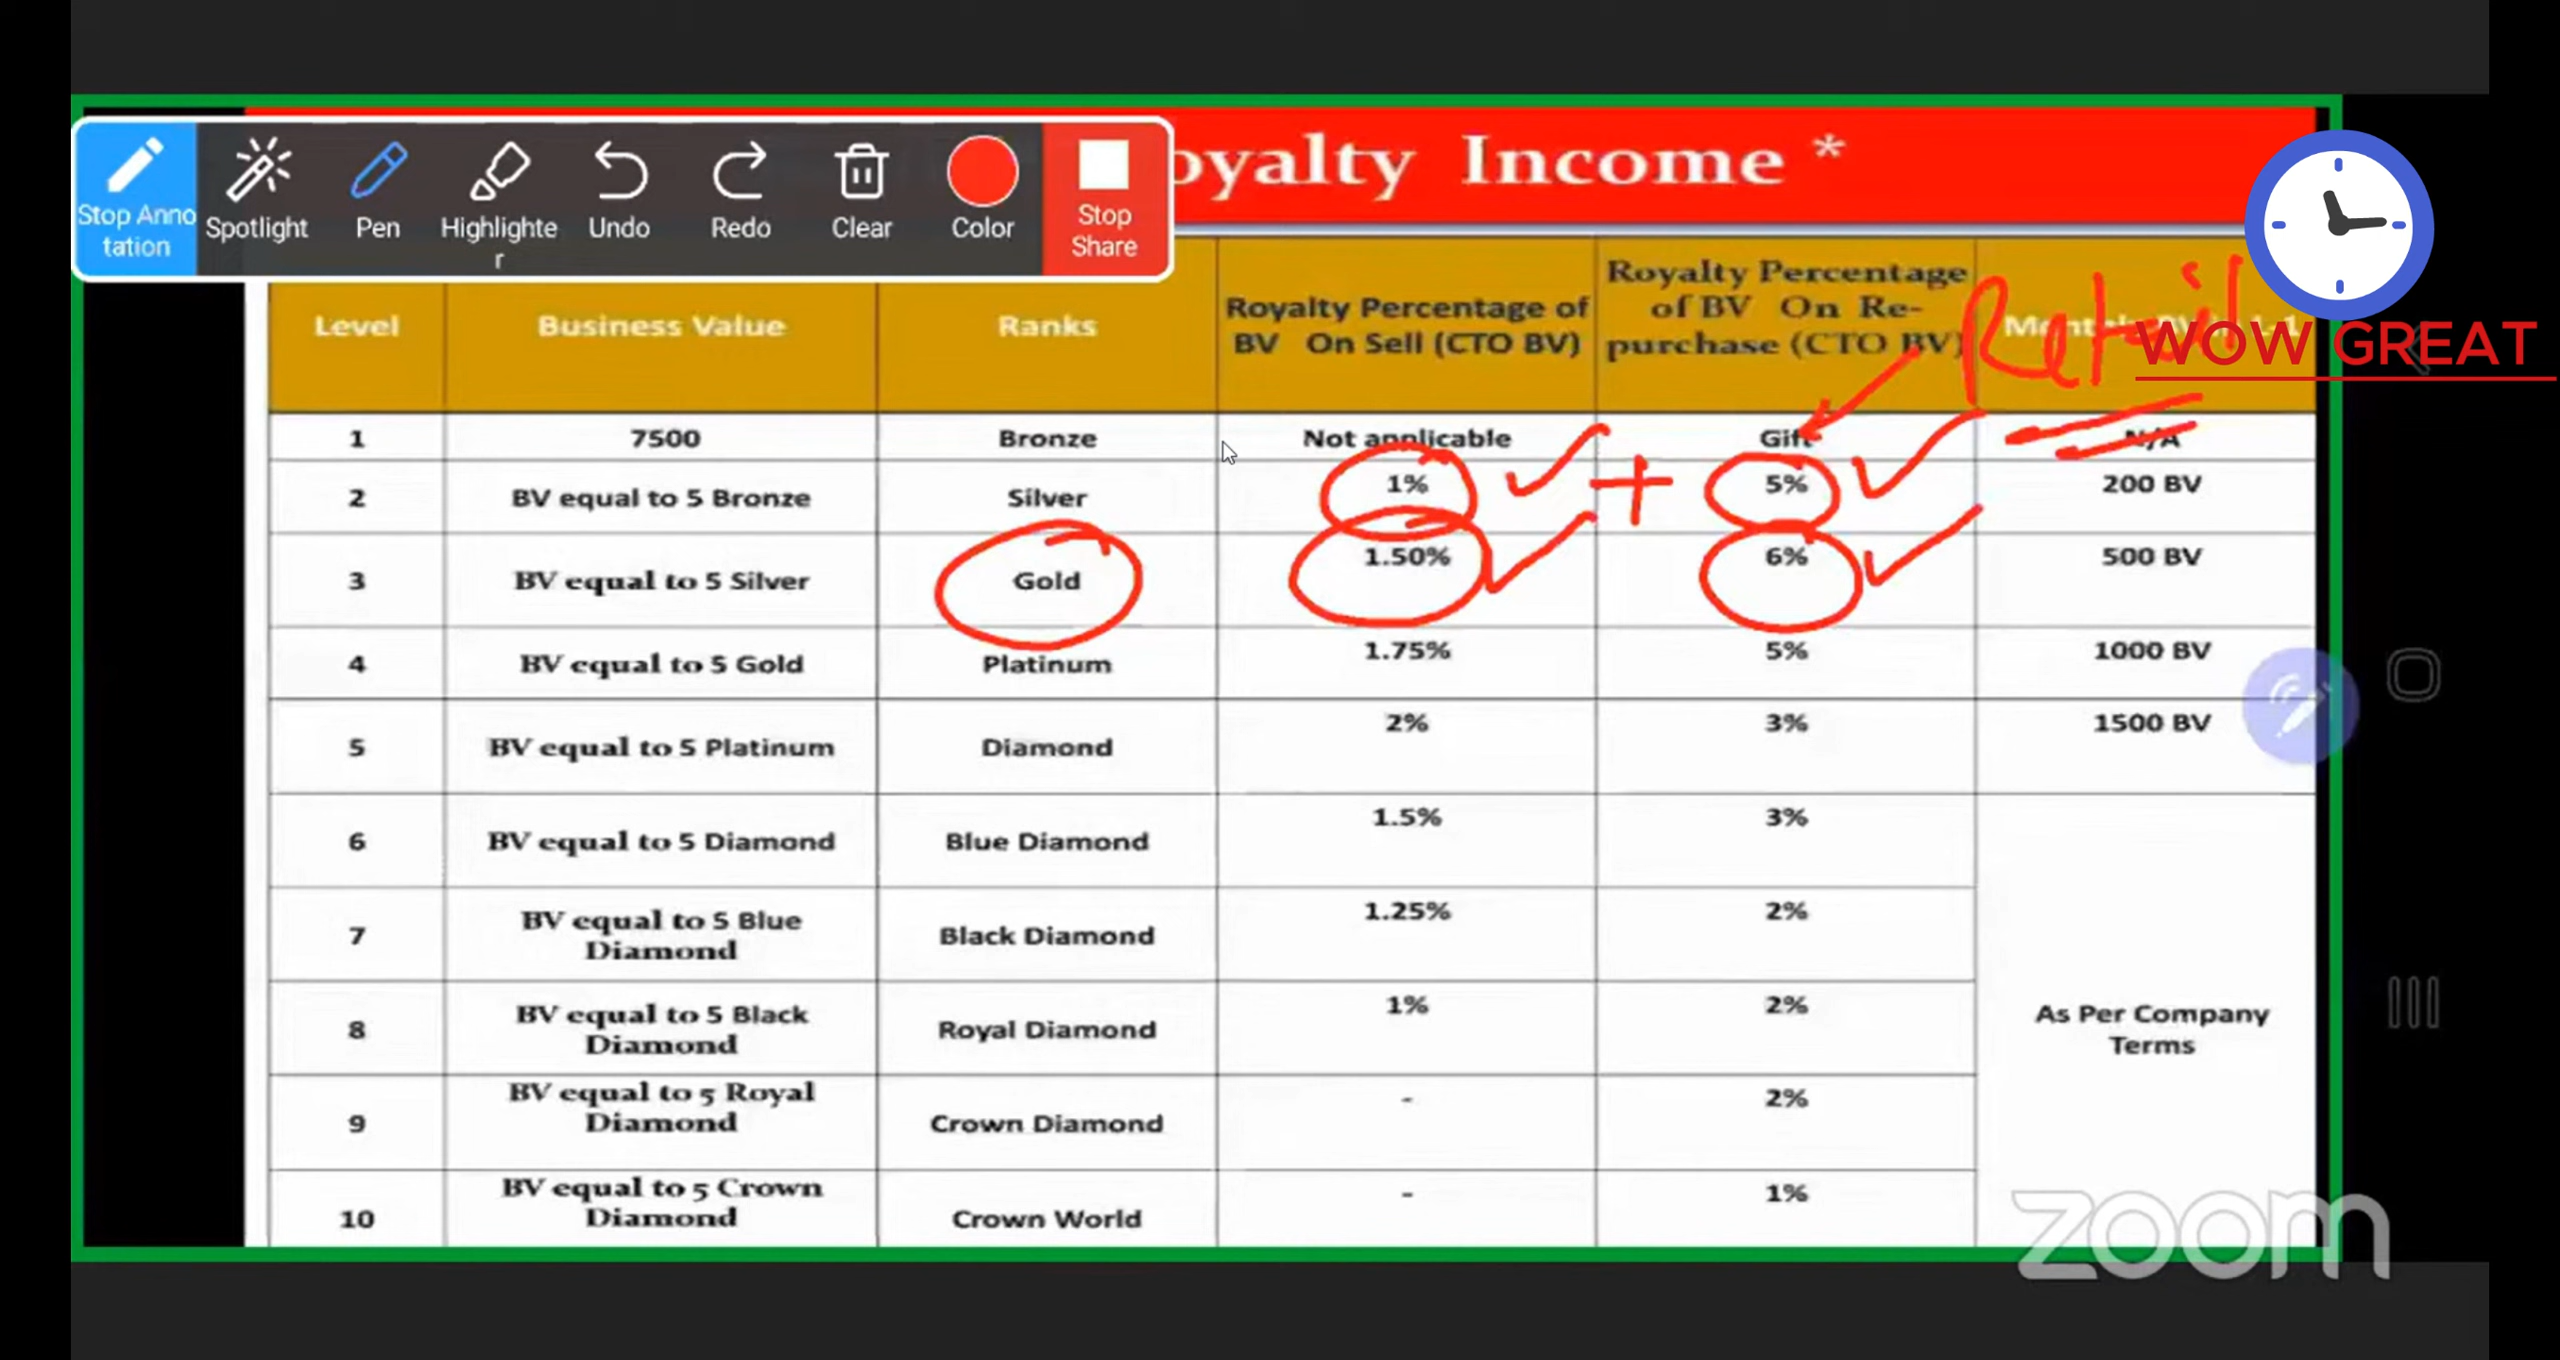 oyalty Income *
Stop Anno
tation
Spotlight
Pen
Highlighte
r
Undo
Redo
Clear
Color
Stop
Share
Level
Business Value
Ranks
Royalty Percentage of
BV On Sell (CTO BV)
Royalty Percentage
of BV On Re-
purchase (CTO BV)
Retail
WOW GREAT
1
7500
Bronze
Not applicable
Gift
N/A
2
BV equal to 5 Bronze
Silver
1%
+
5%
200 BV
3
BV equal to 5 Silver
Gold
1.50%
6%
500 BV
4
BV equal to 5 Gold
Platinum
1.75%
5%
1000 BV
5
BV equal to 5 Platinum
Diamond
2%
3%
1500 BV
6
BV equal to 5 Diamond
Blue Diamond
1.5%
3%
7
BV equal to 5 Blue
Diamond
Black Diamond
1.25%
2%
8
BV equal to 5 Black
Diamond
Royal Diamond
1%
2%
As Per Company
Terms
9
BV equal to 5 Royal
Diamond
Crown Diamond
-
2%
10
BV equal to 5 Crown
Diamond
Crown World
-
1%
zoom